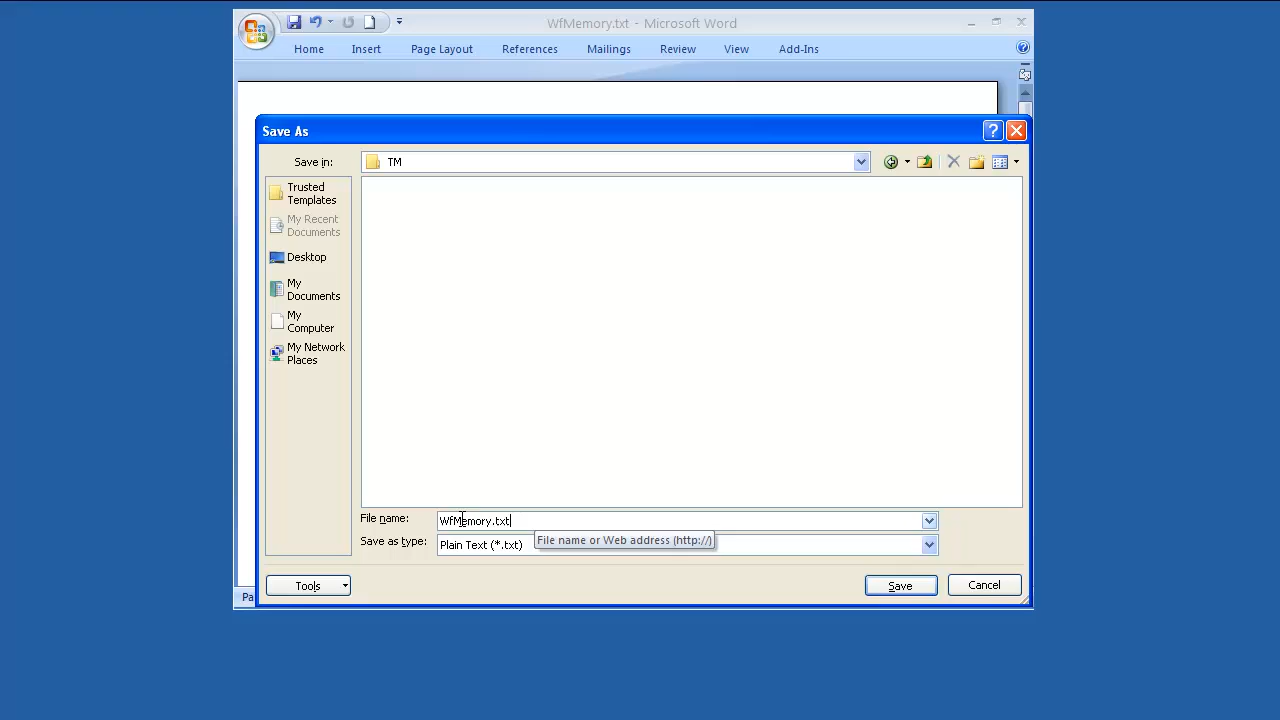 WfMemory.txt - Microsoft Word
Home Insert Page Layout References Mailings Review View Add-Ins
Save As
Save in: TM
Trusted
Templates
My Recent
Documents
Desktop
My
Documents
My
Computer
My Network
Places
File name: WfMemory.txt
File name or Web address (http://)
Save as type: Plain Text (*.txt)
Tools Save Cancel
Pa